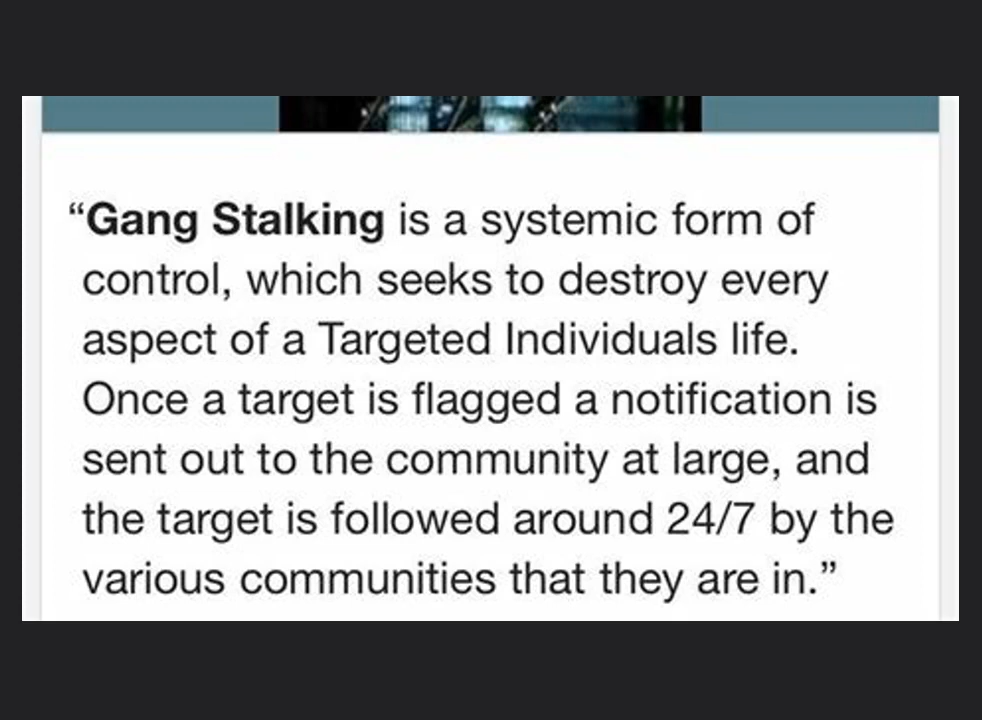 “Gang Stalking is a systemic form of
control, which seeks to destroy every
aspect of a Targeted Individuals life.
Once a target is flagged a notification is
sent out to the community at large, and
the target is followed around 24/7 by the
various communities that they are in.”